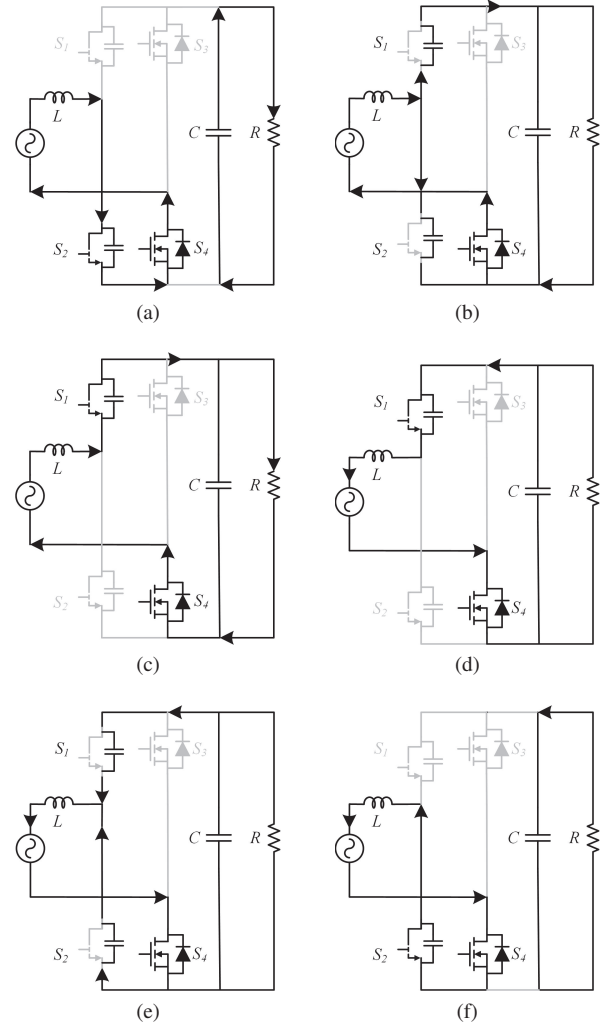 S1 S3 S1 S3
L C R L C R
S2 S4 S2 S4
(a) (b)
S1 S3 S1 S3
L C R L C R
S2 S4 S2 S4
(c) (d)
S1 S3 S1 S3
L C R L C R
S2 S4 S2 S4
(e) (f)